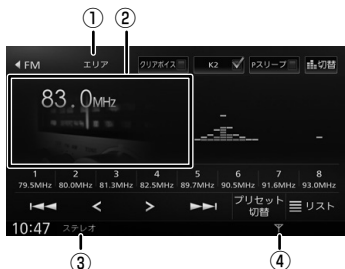 ① ②
FM エリア クリアボイス K2 Pスリープ 切替
83.0MHz
1 2 3 4 5 6 7 8
79.5MHz 80.0MHz 81.3MHz 82.5MHz 89.7MHz 90.5MHz 91.6MHz 93.0MHz
プリセット切替 リスト
10:47 ステレオ
③ ④